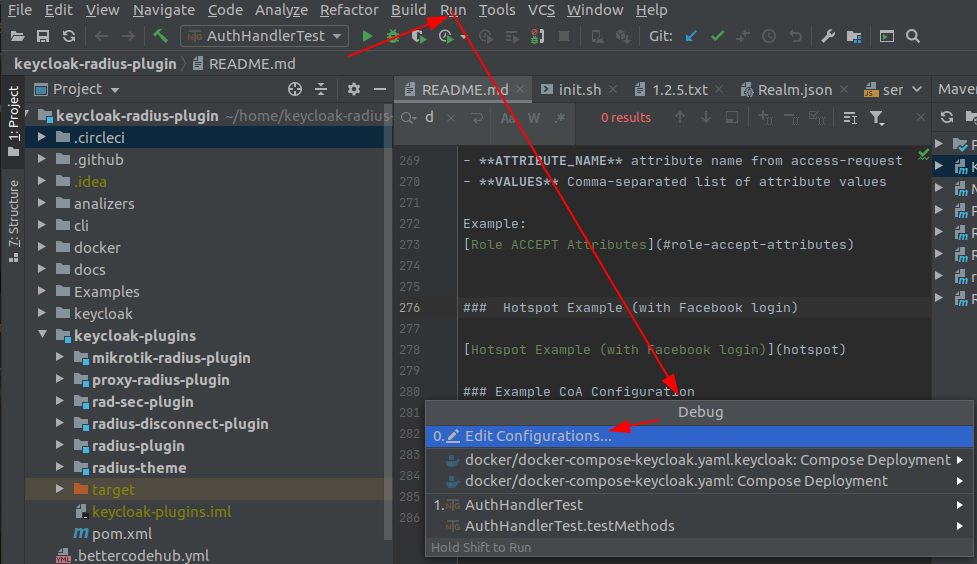 File Edit View Navigate Code Analyze Refactor Build Run Tools VCS Window Help
AuthHandlerTest Git:
keycloak-radius-plugin README.md
1: Project
7: Structure
Project
keycloak-radius-plugin ~/home/keycloak-radius-
.circleci
.github
.idea
analizers
cli
docker
docs
Examples
keycloak
keycloak-plugins
mikrotik-radius-plugin
proxy-radius-plugin
rad-sec-plugin
radius-disconnect-plugin
radius-plugin
radius-theme
target
keycloak-plugins.iml
pom.xml
.bettercodehub.yml
README.md init.sh 1.2.5.txt Realm.json ser Maven
d Aa W .* 0 results
269 - **ATTRIBUTE_NAME** attribute name from access-request
270 - **VALUES** Comma-separated list of attribute values
271
272 Example:
273 [Role ACCEPT Attributes](#role-accept-attributes)
274
275
276 ### Hotspot Example (with Facebook login)
277
278 [Hotspot Example (with Facebook login)](hotspot)
279
280 ### Example CoA Configuration
281
282
283
284
285
286
Debug
0. Edit Configurations...
docker/docker-compose-keycloak.yaml.keycloak: Compose Deployment
docker/docker-compose-keycloak.yaml: Compose Deployment
1. AuthHandlerTest
AuthHandlerTest.testMethods
Hold Shift to Run